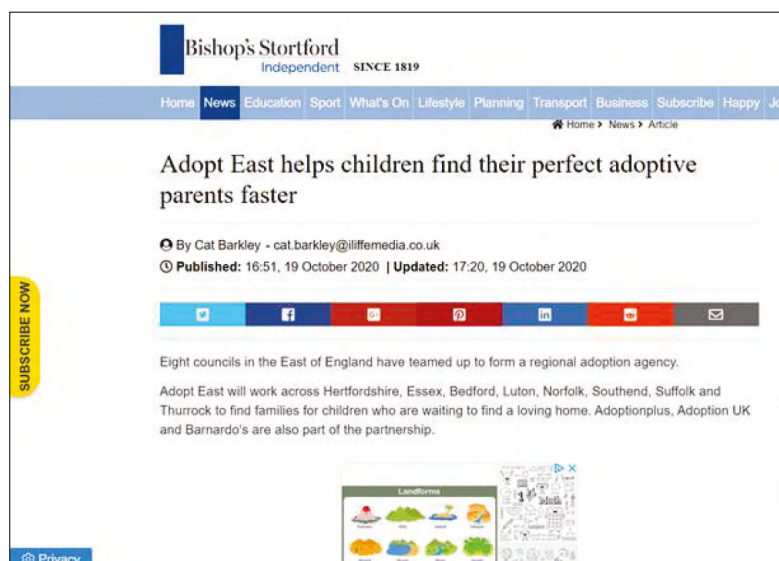 Bishop's Stortford
Independent SINCE 1819
Home News Education Sport What's On Lifestyle Planning Transport Business Subscribe Happy
Home > News > Article
Adopt East helps children find their perfect adoptive
parents faster
By Cat Barkley - cat.barkley@iliffemedia.co.uk
Published: 16:51, 19 October 2020 | Updated: 17:20, 19 October 2020
SUBSCRIBE NOW
Eight councils in the East of England have teamed up to form a regional adoption agency.
Adopt East will work across Hertfordshire, Essex, Bedford, Luton, Norfolk, Southend, Suffolk and
Thurrock to find families for children who are waiting to find a loving home. Adoptionplus, Adoption UK
and Barnardo's are also part of the partnership.
Landforms
Privacy